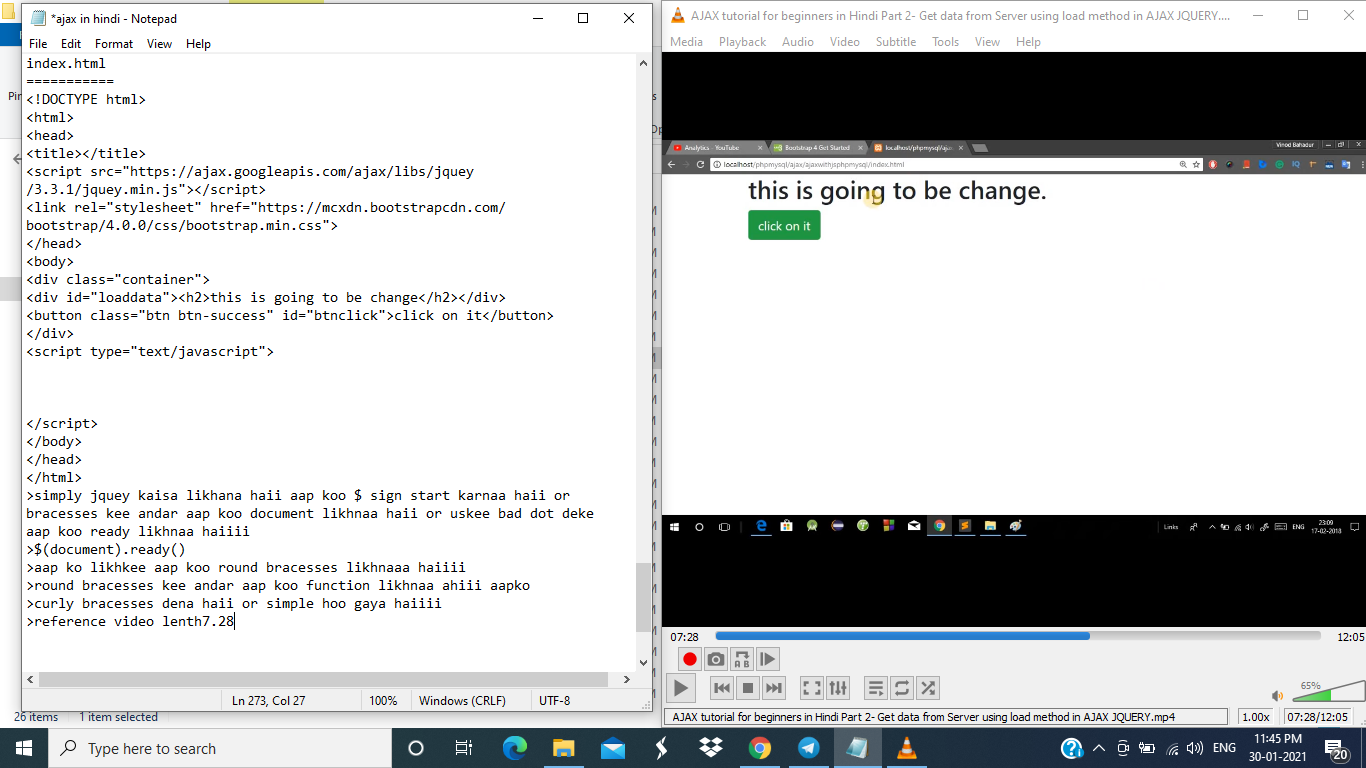 *ajax in hindi - Notepad
File Edit Format View Help
index.html
===========
<!DOCTYPE html>
<html>
<head>
<title></title>
<script src="https://ajax.googleapis.com/ajax/libs/jquey
/3.3.1/jquey.min.js"></script>
<link rel="stylesheet" href="https://mcxdn.bootstrapcdn.com/
bootstrap/4.0.0/css/bootstrap.min.css">
</head>
<body>
<div class="container">
<div id="loaddata"><h2>this is going to be change</h2></div>
<button class="btn btn-success" id="btnclick">click on it</button>
</div>
<script type="text/javascript">
</script>
</body>
</head>
</html>
>simply jquey kaisa likhana haii aap koo $ sign start karnaa haii or
bracesses kee andar aap koo document likhnaa haii or uskee bad dot deke
aap koo ready likhnaa haiiii
>$(document).ready()
>aap ko likhkee aap koo round bracesses likhnaaa haiiii
>round bracesses kee andar aap koo function likhnaa ahiii aapko
>curly bracesses dena haii or simple hoo gaya haiiii
>reference video lenth7.28
Ln 273, Col 27 100% Windows (CRLF) UTF-8
26 items 1 item selected
AJAX tutorial for beginners in Hindi Part 2- Get data from Server using load method in AJAX JQUERY....
Media Playback Audio Video Subtitle Tools View Help
Analytics - YouTube Bootstrap 4 Get Started localhost/phpmysql/ajax Vinod Bahadur
localhost/phpmysql/ajax/ajaxwithjsphpmysql/index.html
this is going to be change.
click on it
Links ENG 23:09
17-02-2018
07:28 12:05
65%
AJAX tutorial for beginners in Hindi Part 2- Get data from Server using load method in AJAX JQUERY.mp4 1.00x 07:28/12:05
Type here to search
ENG 11:45 PM
30-01-2021
20